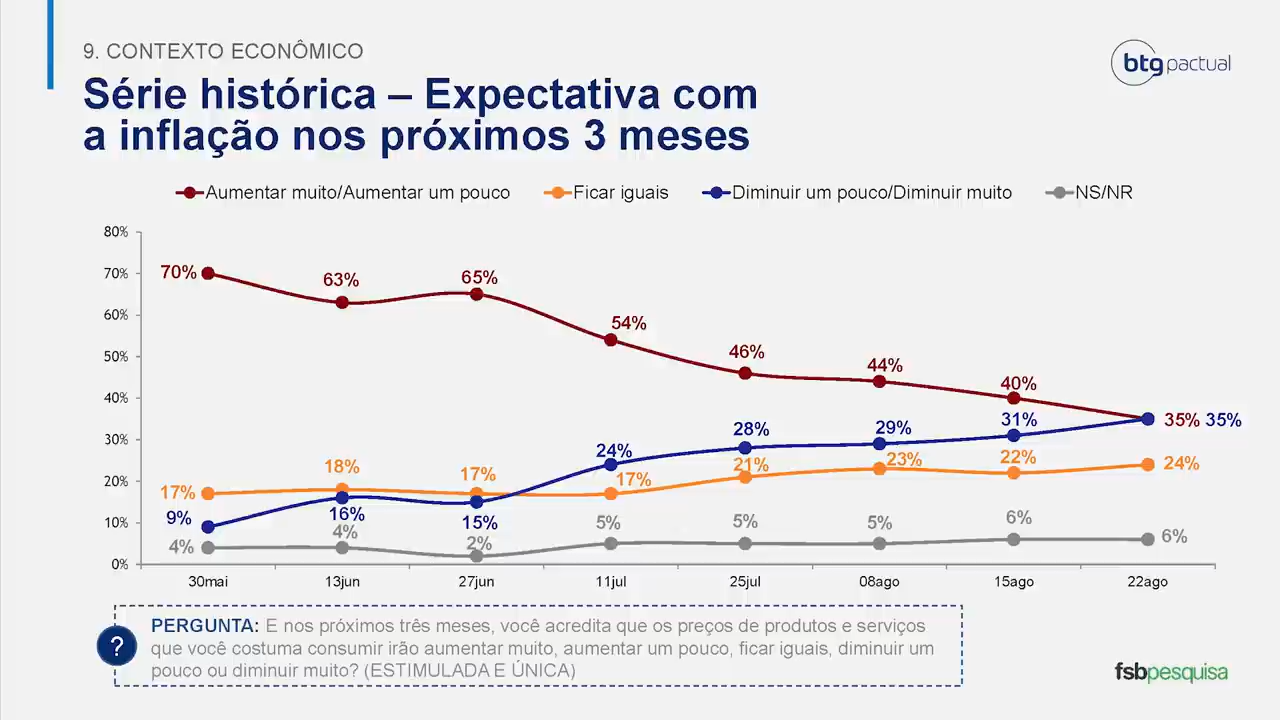 9. CONTEXTO ECONÔMICO
btg pactual
Série histórica – Expectativa com
a inflação nos próximos 3 meses
Aumentar muito/Aumentar um pouco Ficar iguais Diminuir um pouco/Diminuir muito NS/NR
80%
70%
60%
50%
40%
30%
20%
10%
0%
70% 63% 65% 54% 46% 44% 40% 35%
9% 16% 15% 24% 28% 29% 31% 35%
17% 18% 17% 17% 21% 23% 22% 24%
4% 4% 2% 5% 5% 5% 6% 6%
30mai 13jun 27jun 11jul 25jul 08ago 15ago 22ago
?
PERGUNTA: E nos próximos três meses, você acredita que os preços de produtos e serviços
que você costuma consumir irão aumentar muito, aumentar um pouco, ficar iguais, diminuir um
pouco ou diminuir muito? (ESTIMULADA E ÚNICA)
fsbpesquisa